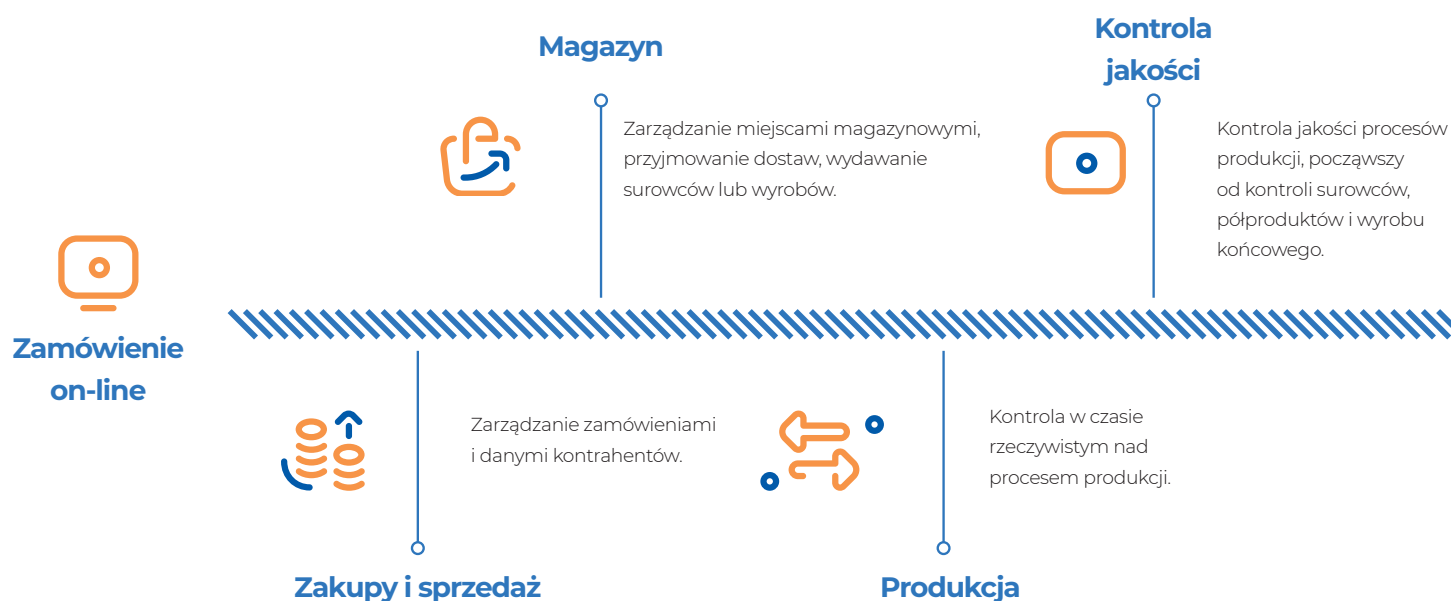 Zamówienie
on-line
Zakupy i sprzedaż
Zarządzanie zamówieniami
i danymi kontrahentów.
Magazyn
Zarządzanie miejscami magazynowymi,
przyjmowanie dostaw, wydawanie
surowców lub wyrobów.
Produkcja
Kontrola w czasie
rzeczywistym nad
procesem produkcji.
Kontrola
jakości
Kontrola jakości procesów
produkcji, począwszy
od kontroli surowców,
półproduktów i wyrobu
końcowego.